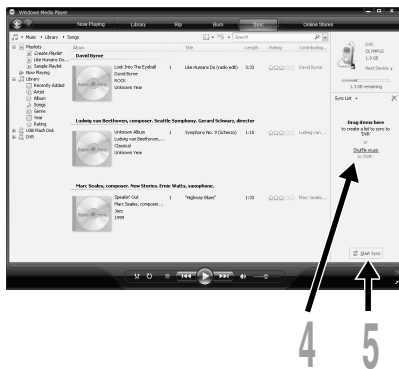 Windows Media Player
Now Playing Library Rip Burn Sync Online Stores
Music Library Songs Search
Playlists
Create Playlist
Like Humans Do...
Sample Playlist
Now Playing
Library
Recently Added
Artist
Album
Songs
Genre
Year
Rating
USB Flash Disk
DVR
Album Title Length Rating Contributing...
David Byrne
Look Into The Eyeball 1 Like Humans Do (radio edit) 3:33 David Byrne
David Byrne
ROCK
Unknown Year
Ludwig van Beethoven, composer. Seattle Symphony. Gerard Schwarz, director
Unknown Album 1 Symphony No. 9 (Scherzo) 1:15 Ludwig van...
Ludwig van Beethoven,...
Classical
Unknown Year
Marc Seales, composer. New Stories. Ernie Watts, saxophone.
Speakin' Out 1 "Highway Blues" 1:33 Marc Seales...
Marc Seales, composer...
Jazz
1999
DVR
OLYMPUS
1.9 GB
Next Device
1.3 GB remaining
Sync List
Drag items here
to create a list to sync to
'DVR'.
or
Shuffle music
to 'DVR'.
Start Sync
4 5